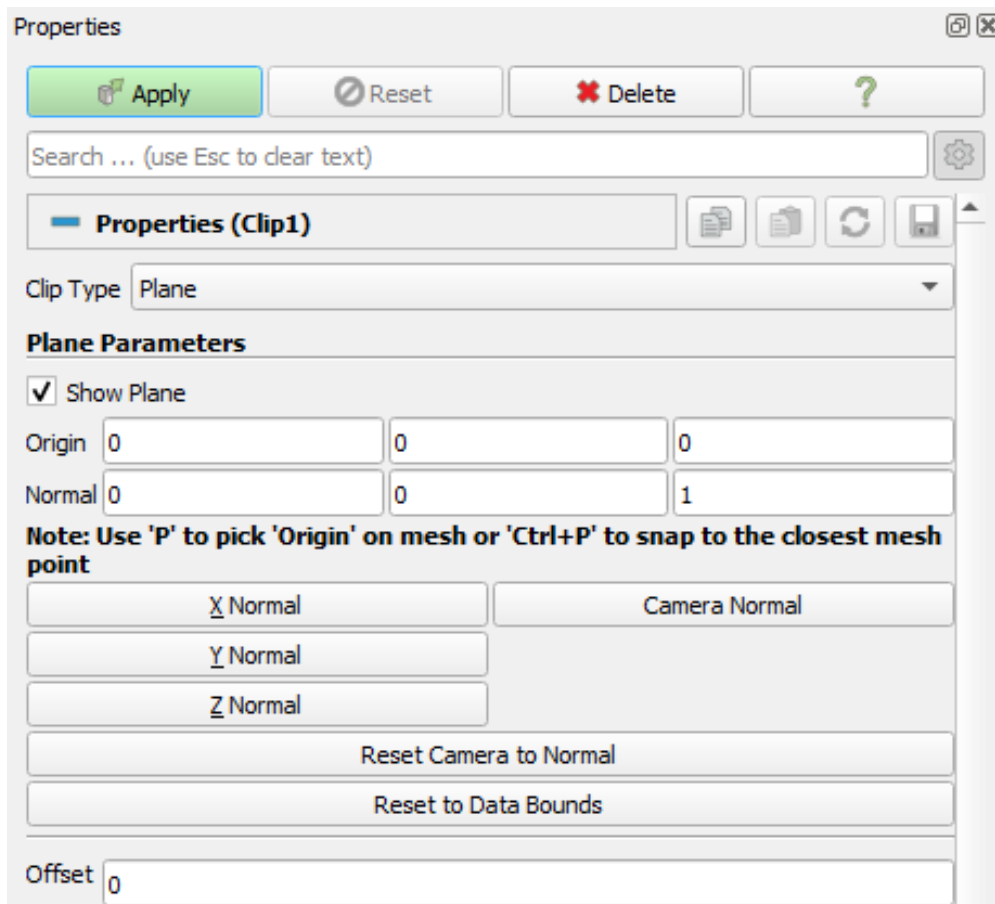 Properties
Apply Reset Delete ?
Search ... (use Esc to clear text)
Properties (Clip1)
Clip Type Plane
Plane Parameters
Show Plane
Origin 0 0 0
Normal 0 0 1
Note: Use 'P' to pick 'Origin' on mesh or 'Ctrl+P' to snap to the closest mesh
point
X Normal Camera Normal
Y Normal
Z Normal
Reset Camera to Normal
Reset to Data Bounds
Offset 0